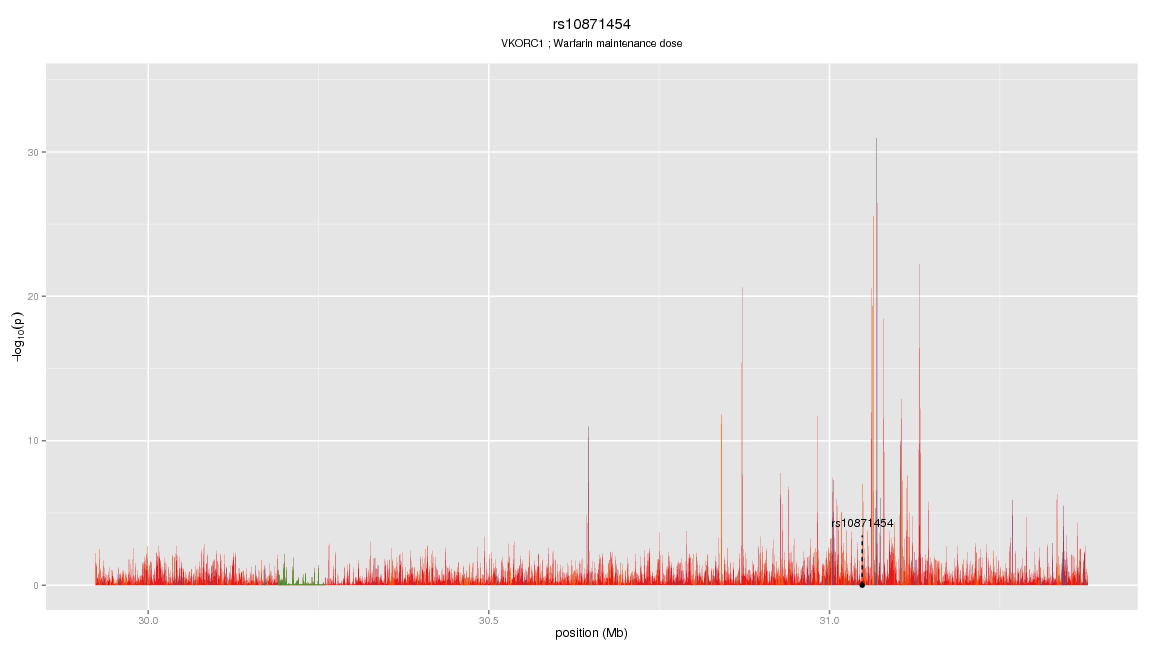 rs10871454
VKORC1 ; Warfarin maintenance dose
30
20
10
0
−log10(p)
rs10871454
30.0 30.5 31.0
position (Mb)